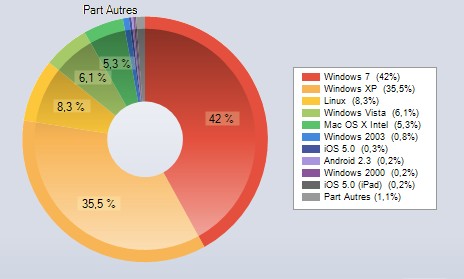 Part Autres
5,3 %
6,1 %
8,3 %
42 %
35,5 %
Windows 7 (42%)
Windows XP (35,5%)
Linux (8,3%)
Windows Vista (6,1%)
Mac OS X Intel (5,3%)
Windows 2003 (0,8%)
iOS 5.0 (0,3%)
Android 2.3 (0,2%)
Windows 2000 (0,2%)
iOS 5.0 (iPad) (0,2%)
Part Autres (1,1%)